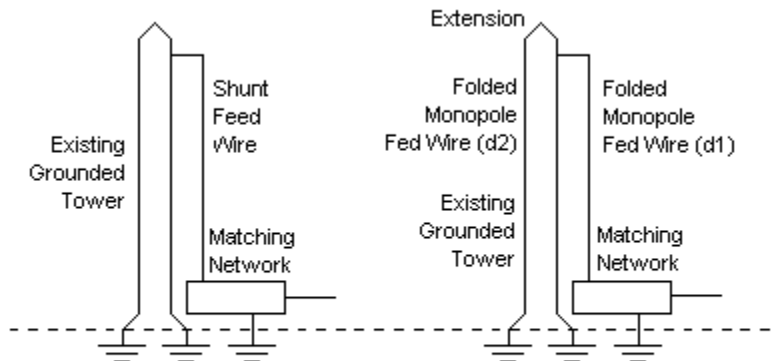 Shunt
Feed
Wire
Existing
Grounded
Tower
Matching
Network
Extension
Folded
Monopole
Fed Wire (d2)
Folded
Monopole
Fed Wire (d1)
Existing
Grounded
Tower
Matching
Network